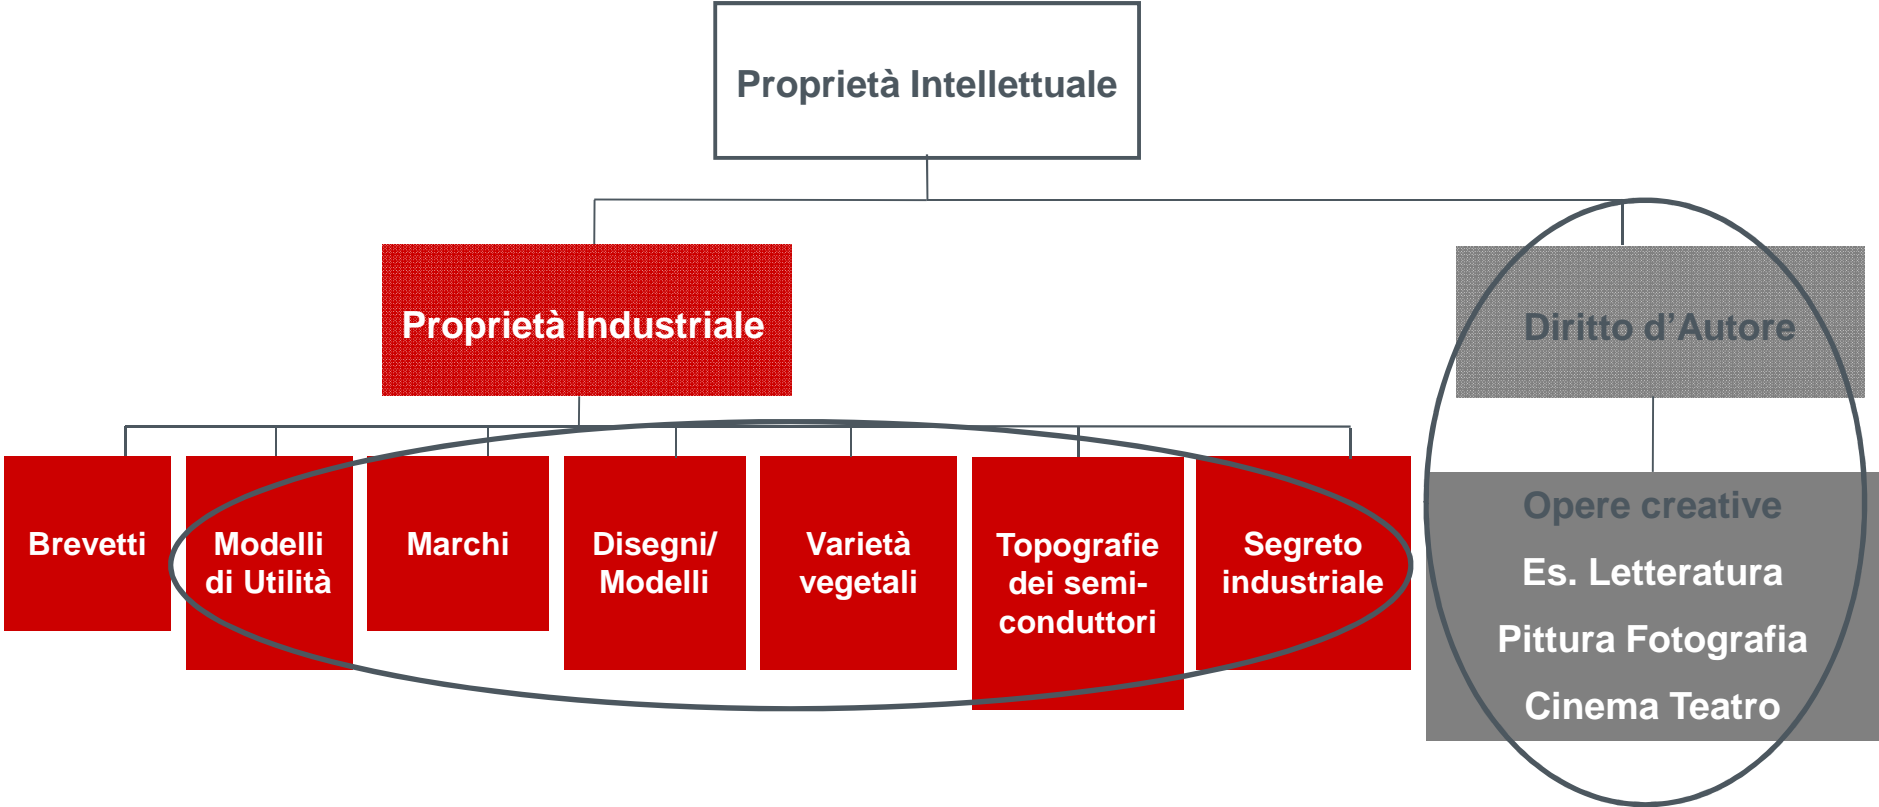 Proprietà Intellettuale
Proprietà Industriale
Diritto d’Autore
Brevetti
Modelli
di Utilità
Marchi
Disegni/
Modelli
Varietà
vegetali
Topografie
dei semi-
conduttori
Segreto
industriale
Opere creative
Es. Letteratura
Pittura Fotografia
Cinema Teatro